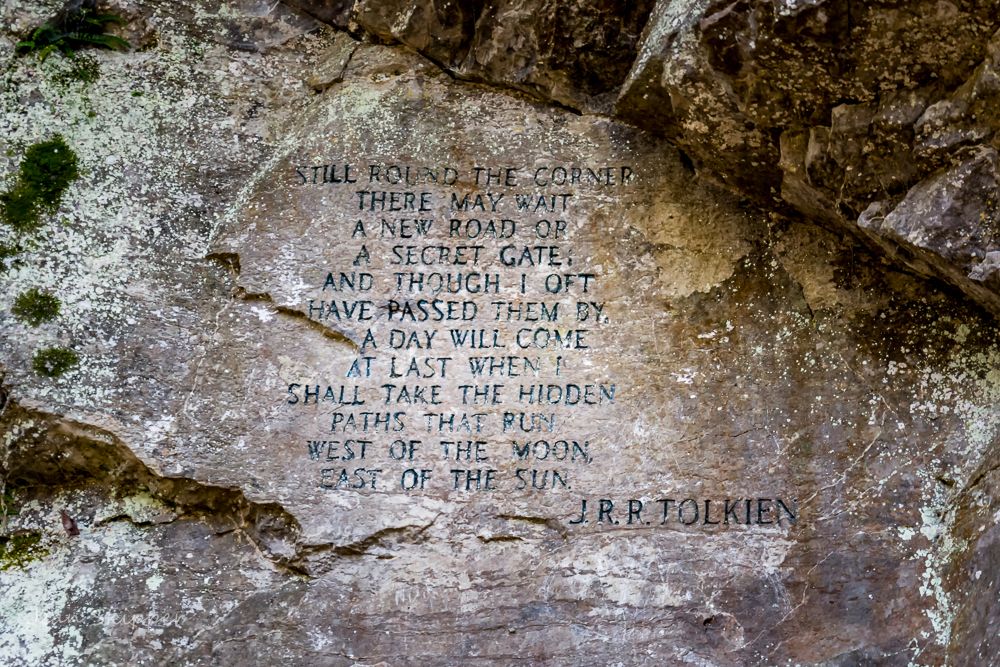 STILL ROUND THE CORNER
THERE MAY WAIT
A NEW ROAD OR
A SECRET GATE;
AND THOUGH I OFT
HAVE PASSED THEM BY,
A DAY WILL COME
AT LAST WHEN I
SHALL TAKE THE HIDDEN
PATHS THAT RUN
WEST OF THE MOON,
EAST OF THE SUN.
J.R.R. TOLKIEN